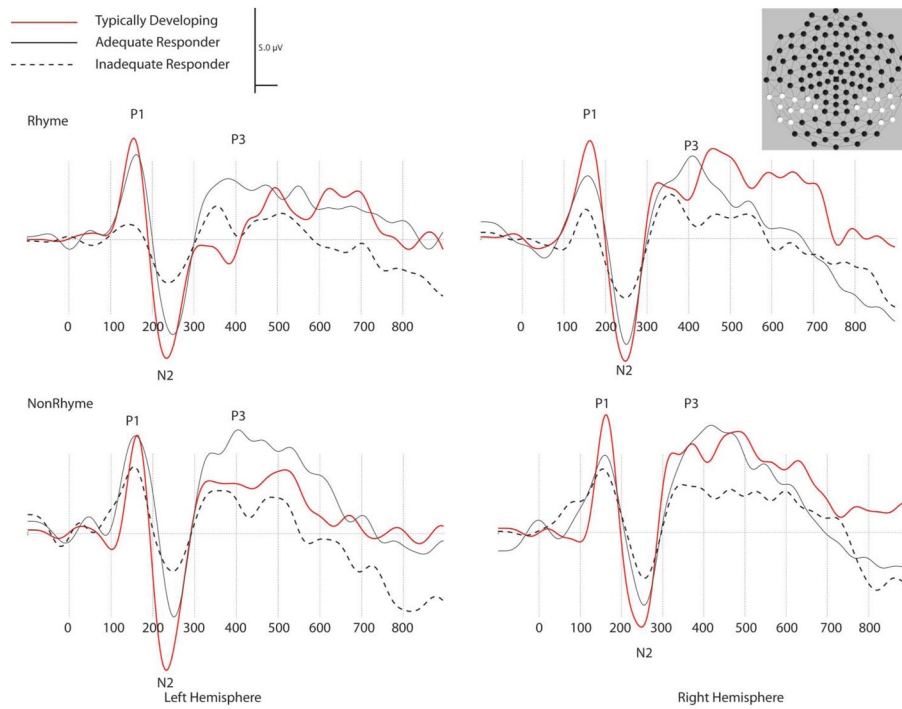 Typically Developing
Adequate Responder
Inadequate Responder
5.0 µV
Rhyme
P1
P3
0 100 200 300 400 500 600 700 800
N2
P1
P3
0 100 200 300 400 500 600 700 800
N2
NonRhyme
P1
P3
0 100 200 300 400 500 600 700 800
N2
Left Hemisphere
P1
P3
0 100 200 300 400 500 600 700 800
N2
Right Hemisphere